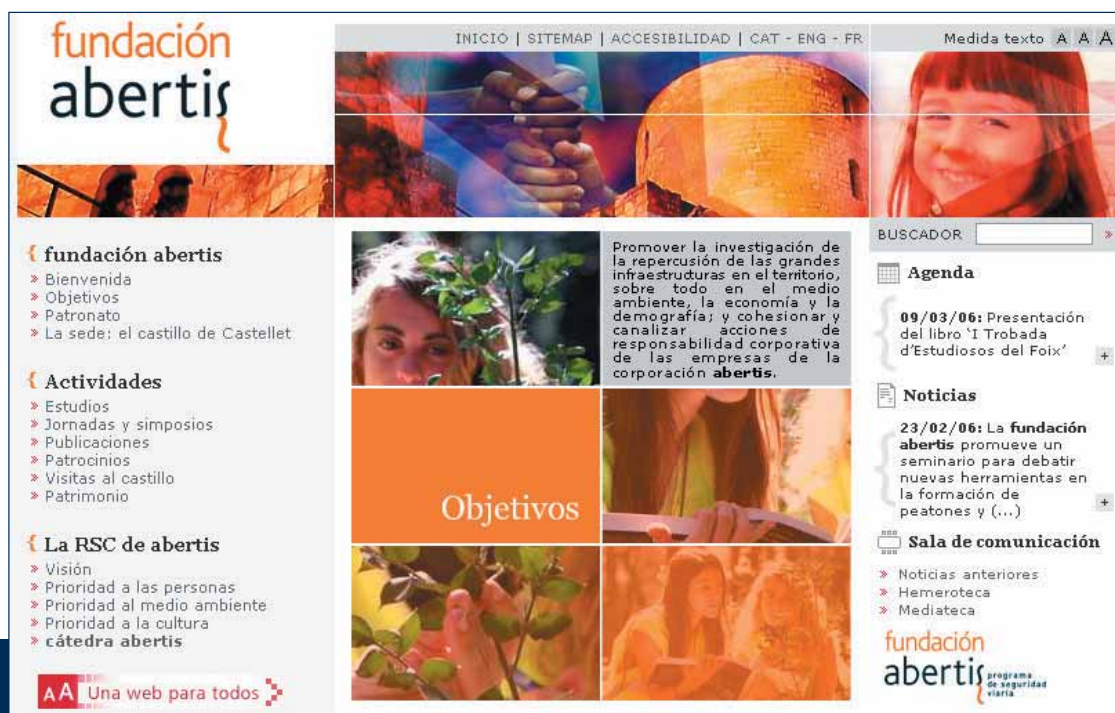 fundación
abertis
INICIO | SITEMAP | ACCESIBILIDAD | CAT - ENG - FR
Medida texto A A A
{ fundación abertis
» Bienvenida
» Objetivos
» Patronato
» La sede: el castillo de Castellet
{ Actividades
» Estudios
» Jornadas y simposios
» Publicaciones
» Patrocinios
» Visitas al castillo
» Patrimonio
{ La RSC de abertis
» Visión
» Prioridad a las personas
» Prioridad al medio ambiente
» Prioridad a la cultura
» cátedra abertis
AA Una web para todos
Promover la investigación de
la repercusión de las grandes
infraestructuras en el territorio,
sobre todo en el medio
ambiente, la economía y la
demografía; y cohesionar y
canalizar acciones de
responsabilidad corporativa
de las empresas de la
corporación abertis.
Objetivos
BUSCADOR »
Agenda
09/03/06: Presentación
del libro 'I Trobada
d'Estudiosos del Foix'
+
Noticias
23/02/06: La fundación
abertis promueve un
seminario para debatir
nuevas herramientas en
la formación de
peatones y (...)
+
Sala de comunicación
» Noticias anteriores
» Hemeroteca
» Mediateca
fundación
abertis
programa
de seguridad
viaria